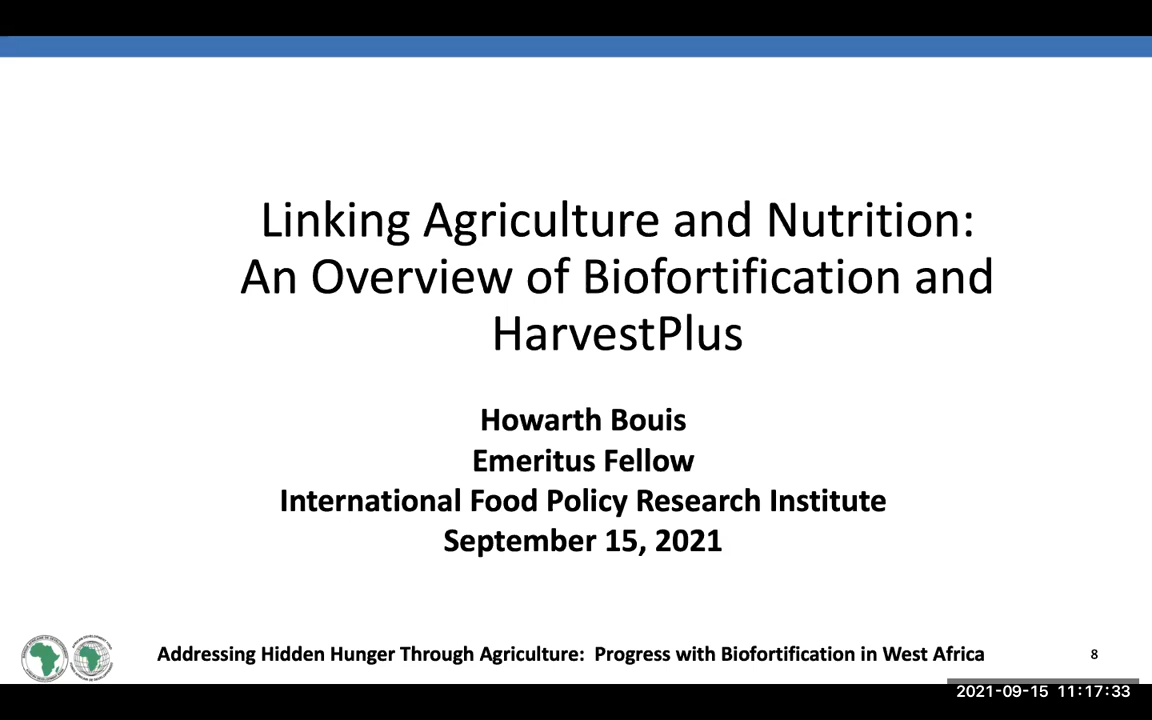 Linking Agriculture and Nutrition:
An Overview of Biofortification and
HarvestPlus
Howarth Bouis
Emeritus Fellow
International Food Policy Research Institute
September 15, 2021
Addressing Hidden Hunger Through Agriculture: Progress with Biofortification in West Africa
8
2021-09-15 11:17:33